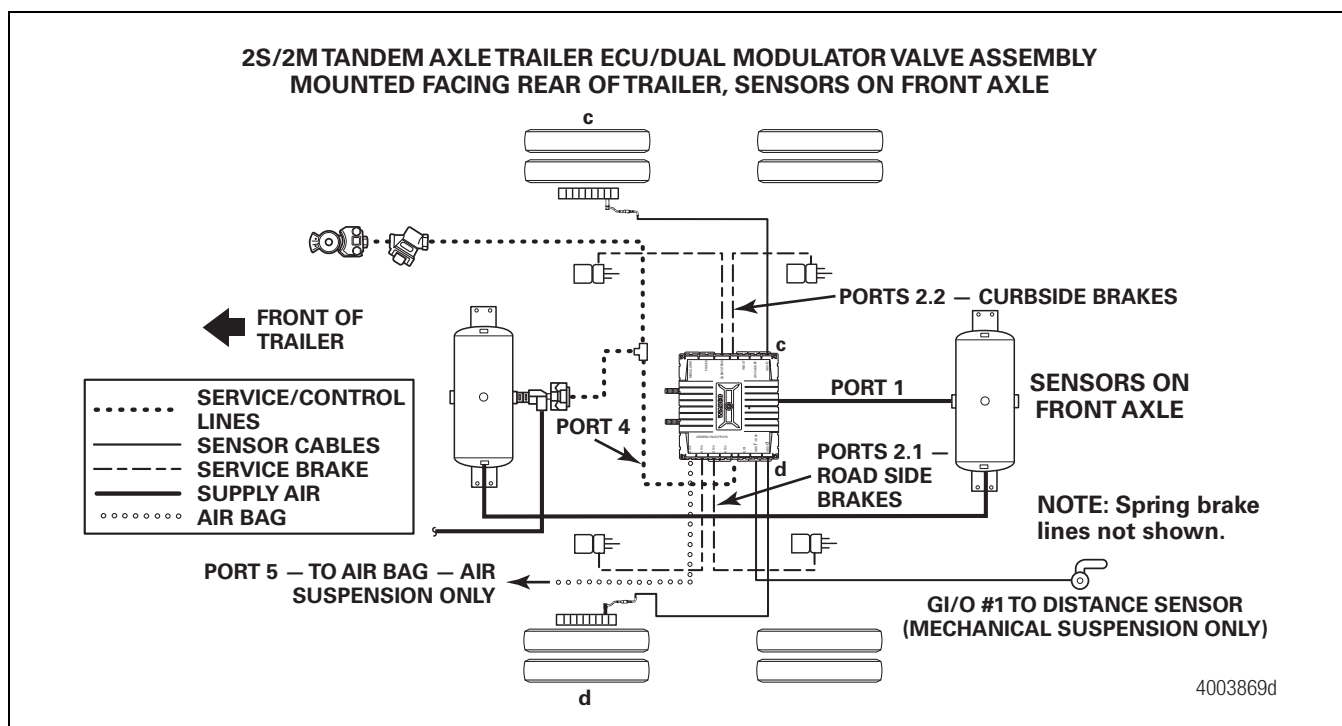 2S/2M TANDEM AXLE TRAILER ECU/DUAL MODULATOR VALVE ASSEMBLY
MOUNTED FACING REAR OF TRAILER, SENSORS ON FRONT AXLE
c
PORTS 2.2 — CURBSIDE BRAKES
FRONT OF
TRAILER
c
PORT 1
SENSORS ON
FRONT AXLE
SERVICE/CONTROL
LINES
SENSOR CABLES
SERVICE BRAKE
SUPPLY AIR
AIR BAG
PORT 4
d
PORTS 2.1 —
ROAD SIDE
BRAKES
NOTE: Spring brake
lines not shown.
PORT 5 — TO AIR BAG — AIR
SUSPENSION ONLY
GI/O #1 TO DISTANCE SENSOR
(MECHANICAL SUSPENSION ONLY)
d
4003869d